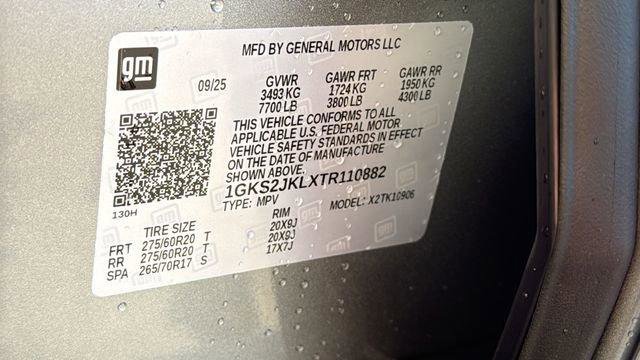 gm
MFD BY GENERAL MOTORS LLC
09/25 GVWR GAWR FRT GAWR RR
3493 KG 1724 KG 1950 KG
7700 LB 3800 LB 4300 LB
THIS VEHICLE CONFORMS TO ALL
APPLICABLE U.S. FEDERAL MOTOR
VEHICLE SAFETY STANDARDS IN EFFECT
ON THE DATE OF MANUFACTURE
SHOWN ABOVE.
1GKS2JKLXTR110882
TYPE: MPV MODEL: X2TK10906
130H
TIRE SIZE RIM
FRT 275/60R20 T 20X9J
RR 275/60R20 T 20X9J
SPA 265/70R17 S 17X7J